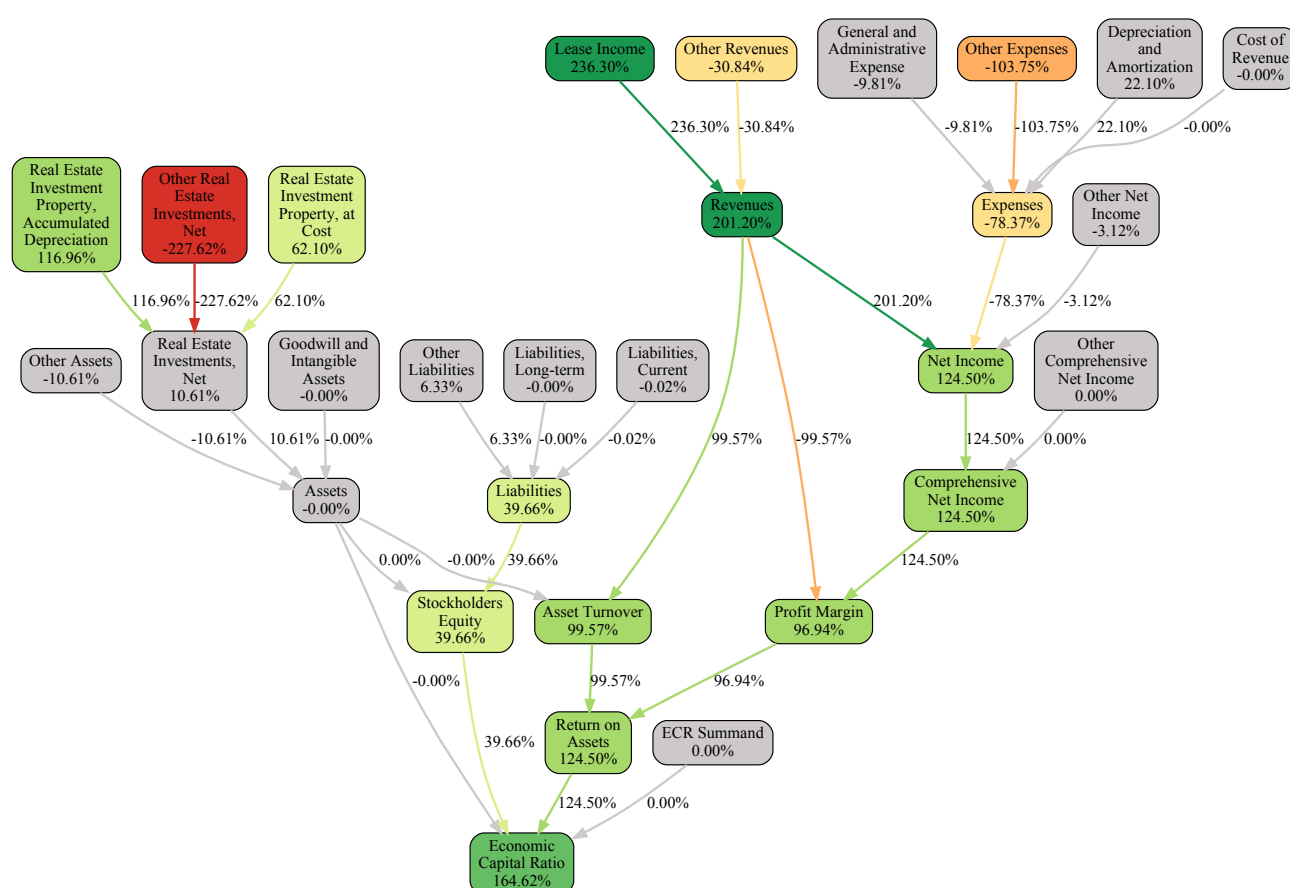 Lease Income
236.30%
Other Revenues
-30.84%
General and
Administrative
Expense
-9.81%
Other Expenses
-103.75%
Depreciation
and
Amortization
22.10%
Cost of
Revenue
-0.00%
236.30%
-30.84%
-9.81%
-103.75%
22.10%
-0.00%
Real Estate
Investment
Property,
Accumulated
Depreciation
116.96%
Other Real
Estate
Investments,
Net
-227.62%
Real Estate
Investment
Property, at
Cost
62.10%
Revenues
201.20%
Expenses
-78.37%
Other Net
Income
-3.12%
116.96%
-227.62%
62.10%
201.20%
-78.37%
-3.12%
Other Assets
-10.61%
Real Estate
Investments,
Net
10.61%
Goodwill and
Intangible
Assets
-0.00%
Other
Liabilities
6.33%
Liabilities,
Long-term
-0.00%
Liabilities,
Current
-0.02%
Net Income
124.50%
Other
Comprehensive
Net Income
0.00%
-10.61%
10.61%
-0.00%
6.33%
-0.00%
-0.02%
99.57%
-99.57%
124.50%
0.00%
Assets
-0.00%
Liabilities
39.66%
Comprehensive
Net Income
124.50%
0.00%
-0.00%
39.66%
124.50%
Stockholders
Equity
39.66%
Asset Turnover
99.57%
Profit Margin
96.94%
-0.00%
99.57%
96.94%
39.66%
Return on
Assets
124.50%
ECR Summand
0.00%
124.50%
0.00%
Economic
Capital Ratio
164.62%